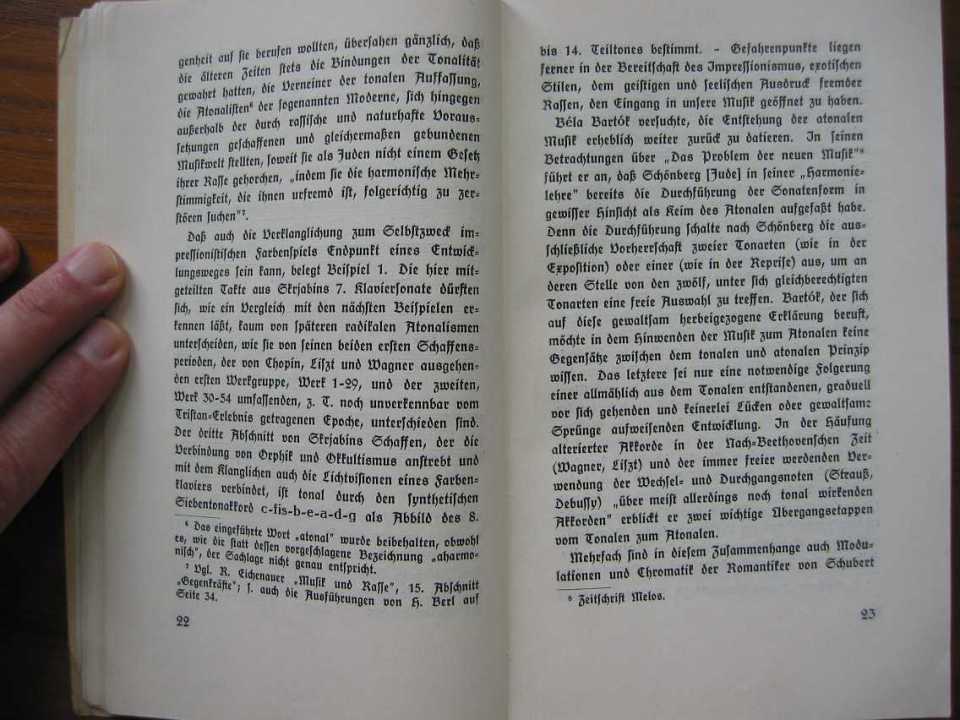 genheit auf sie berufen wollten, übersahen gänzlich, daß
die älteren Zeiten stets die Bindungen der Tonalität
gewahrt hatten, die Verneiner der tonalen Auffassung,
die Atonalisten⁶ der sogenannten Moderne, sich hingegen
außerhalb der durch rassische und naturhafte Voraus-
setzungen geschaffenen und gleichermaßen gebundenen
Musikwelt stellten, soweit sie als Juden nicht einem Gesetz
ihrer Rasse gehorchen, „indem sie die harmonische Mehr-
stimmigkeit, die ihnen urfremd ist, folgerichtig zu zer-
stören suchen"⁷.
Daß auch die Verklanglichung zum Selbstzweck im-
pressionistischen Farbenspiels Endpunkt eines Entwick-
lungsweges sein kann, belegt Beispiel 1. Die hier mit-
geteilten Takte aus Skrjabins 7. Klaviersonate dürften
sich, wie ein Vergleich mit den nächsten Beispielen er-
kennen läßt, kaum von späteren radikalen Atonalismen
unterscheiden, wie sie von seinen beiden ersten Schaffens-
perioden, der von Chopin, Liszt und Wagner ausgehen-
den ersten Werkgruppe, Werk 1-29, und der zweiten,
Werk 30-54 umfassenden, z. T. noch unverkennbar vom
Tristan-Erlebnis getragenen Epoche, unterschieden sind.
Der dritte Abschnitt von Skrjabins Schaffen, der die
Verbindung von Orphik und Okkultismus anstrebt und
mit dem Klanglichen auch die Lichtvisionen eines Farben-
klaviers verbindet, ist tonal durch den synthetischen
Siebentonakkord c-fis-b-e-a-d-g als Abbild des 8.
⁶ Das eingeführte Wort „atonal" wurde beibehalten, obwohl
es, wie die statt dessen vorgeschlagene Bezeichnung „aharmo-
nisch", der Sachlage nicht genau entspricht.
⁷ Vgl. R. Eichenauer „Musik und Rasse", 15. Abschnitt
„Gegenkräfte"; s. auch die Ausführungen von H. Berl auf
Seite 34.
22
bis 14. Teiltones bestimmt. - Gefahrenpunkte liegen
ferner in der Bereitschaft des Impressionismus, exotischen
Stilen, dem geistigen und seelischen Ausdruck fremder
Rassen, den Eingang in unsere Musik geöffnet zu haben.
Béla Bartók versuchte, die Entstehung der atonalen
Musik erheblich weiter zurück zu datieren. In seinen
Betrachtungen über „Das Problem der neuen Musik"⁸
führt er an, daß Schönberg [Jude] in seiner „Harmonie-
lehre" bereits die Durchführung der Sonatenform in
gewisser Hinsicht als Keim des Atonalen aufgefaßt habe.
Denn die Durchführung schalte nach Schönberg die aus-
schließliche Vorherrschaft zweier Tonarten (wie in der
Exposition) oder einer (wie in der Reprise) aus, um an
deren Stelle von den zwölf, unter sich gleichberechtigten
Tonarten eine freie Auswahl zu treffen. Bartók, der sich
auf diese gewaltsam herbeigezogene Erklärung beruft,
möchte in dem Hinwenden der Musik zum Atonalen keine
Gegensätze zwischen dem tonalen und atonalen Prinzip
wissen. Das letztere sei nur eine notwendige Folgerung
einer allmählich aus dem Tonalen entstandenen, graduell
vor sich gehenden und keinerlei Lücken oder gewaltsame
Sprünge aufweisenden Entwicklung. In der Häufung
alterierter Akkorde in der Nach-Beethovenschen Zeit
(Wagner, Liszt) und der immer freier werdenden Ver-
wendung der Wechsel- und Durchgangsnoten (Strauß,
Debussy) „über meist allerdings noch tonal wirkenden
Akkorden" erblickt er zwei wichtige Übergangsetappen
vom Tonalen zum Atonalen.
Mehrfach sind in diesem Zusammenhange auch Modu-
lationen und Chromatik der Romantiker von Schubert
⁸ Zeitschrift Melos.
23